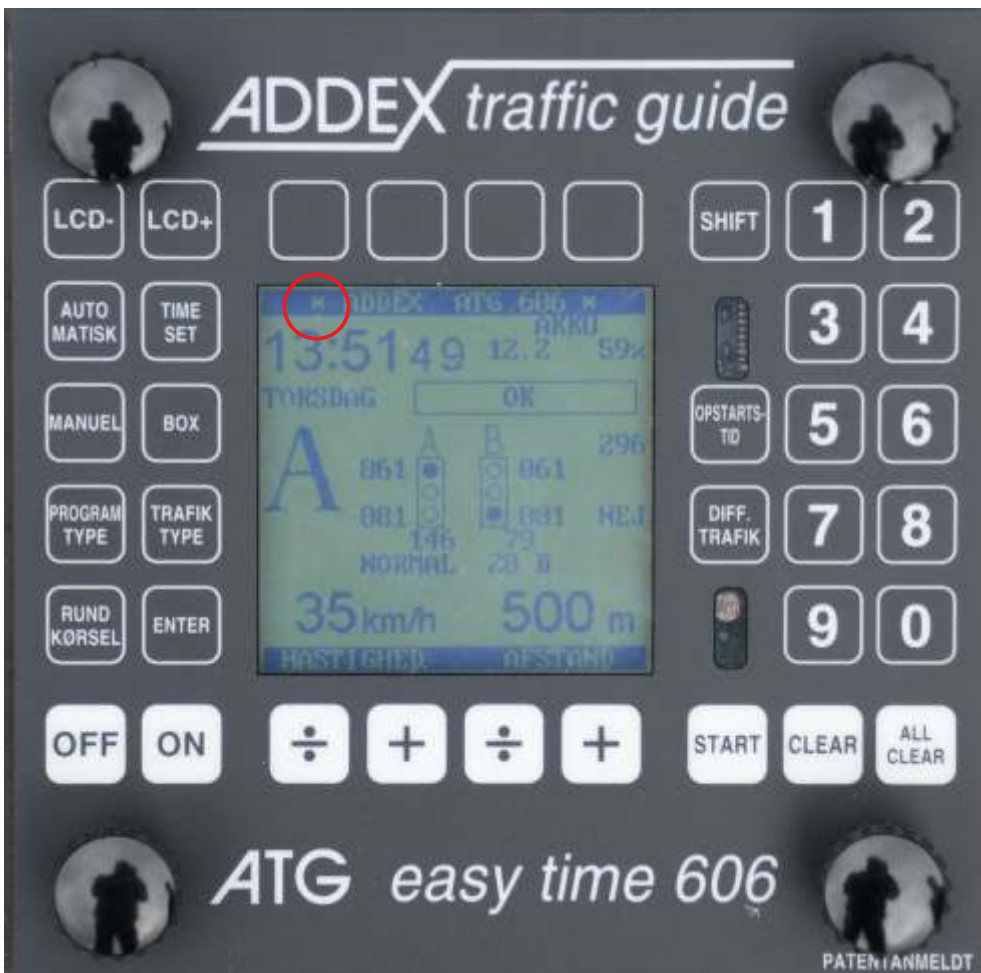 ADDEX traffic guide
LCD- LCD+ SHIFT 1 2
AUTO MATISK TIME SET 3 4
MANUEL BOX OPSTARTS-TID 5 6
PROGRAM TYPE TRAFIK TYPE DIFF. TRAFIK 7 8
RUND KØRSEL ENTER 9 0
* ADDEX ATG 606 *
AKKU
13:51 49 12.2 59%
TORSDAG OK
A B
A 061 061 296
081 081 NEJ
146 79
NORMAL
35 km/h 500 m
HASTIGHED AFSTAND
OFF ON ÷ + ÷ + START CLEAR ALL CLEAR
ATG easy time 606
PATENTANMELDT